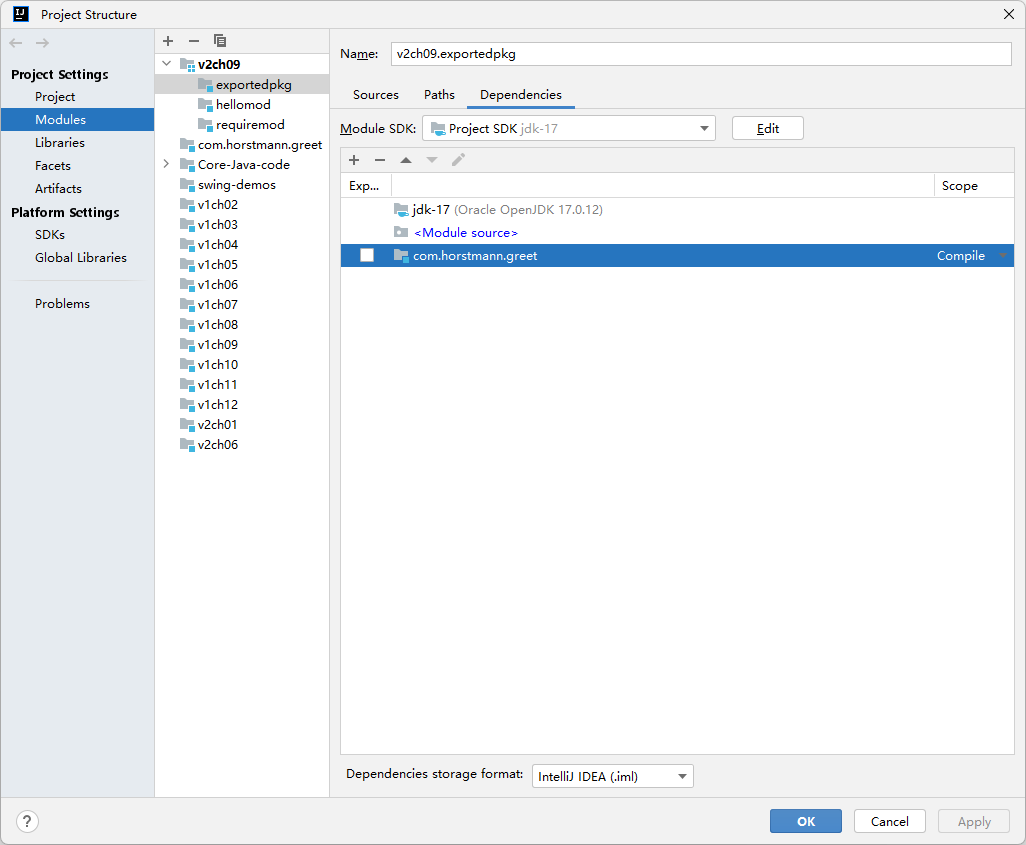 Project Structure
Project Settings
Project
Modules
Libraries
Facets
Artifacts
Platform Settings
SDKs
Global Libraries
Problems
v2ch09
exportedpkg
hellomod
requiremod
com.horstmann.greet
Core-Java-code
swing-demos
v1ch02
v1ch03
v1ch04
v1ch05
v1ch06
v1ch07
v1ch08
v1ch09
v1ch10
v1ch11
v1ch12
v2ch01
v2ch06
Name: v2ch09.exportedpkg
Sources Paths Dependencies
Module SDK: Project SDK jdk-17 Edit
Exp... Scope
jdk-17 (Oracle OpenJDK 17.0.12)
<Module source>
com.horstmann.greet Compile
Dependencies storage format: IntelliJ IDEA (.iml)
? OK Cancel Apply